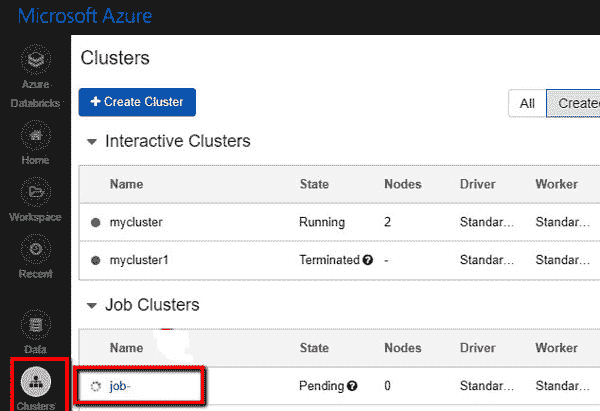 Microsoft Azure
Azure
Databricks
Home
Workspace
Recent
Data
Clusters
Clusters
+ Create Cluster
All
Created
Interactive Clusters
Name State Nodes Driver Worker
mycluster Running 2 Standar... Standar...
mycluster1 Terminated ? - Standar... Standar...
Job Clusters
Name State Nodes Driver Worker
job- Pending ? 0 Standar... Standar...